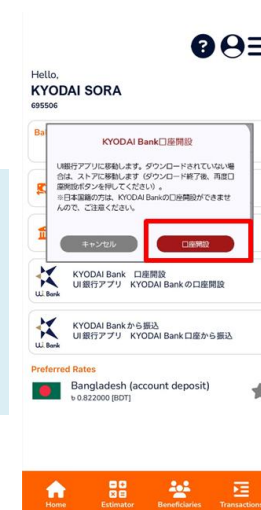 Hello,
KYODAI SORA
695506
Ba
KYODAI Bank口座開設
UI銀行アプリに移動します。ダウンロードされていない場
合は、ストアに移動します（ダウンロード終了後、再度口
座開設ボタンを押してください）。
※日本国籍の方は、KYODAI Bankの口座開設ができませ
んので、ご注意ください。
キャンセル
口座開設
KYODAI Bank 口座開設
UI銀行アプリ KYODAI Bankの口座開設
U.i. Bank
KYODAI Bankから振込
UI銀行アプリ KYODAI Bank口座から振込
U.i. Bank
Preferred Rates
Bangladesh (account deposit)
৳ 0.822000 [BDT]
Home
Estimator
Beneficiaries
Transactions